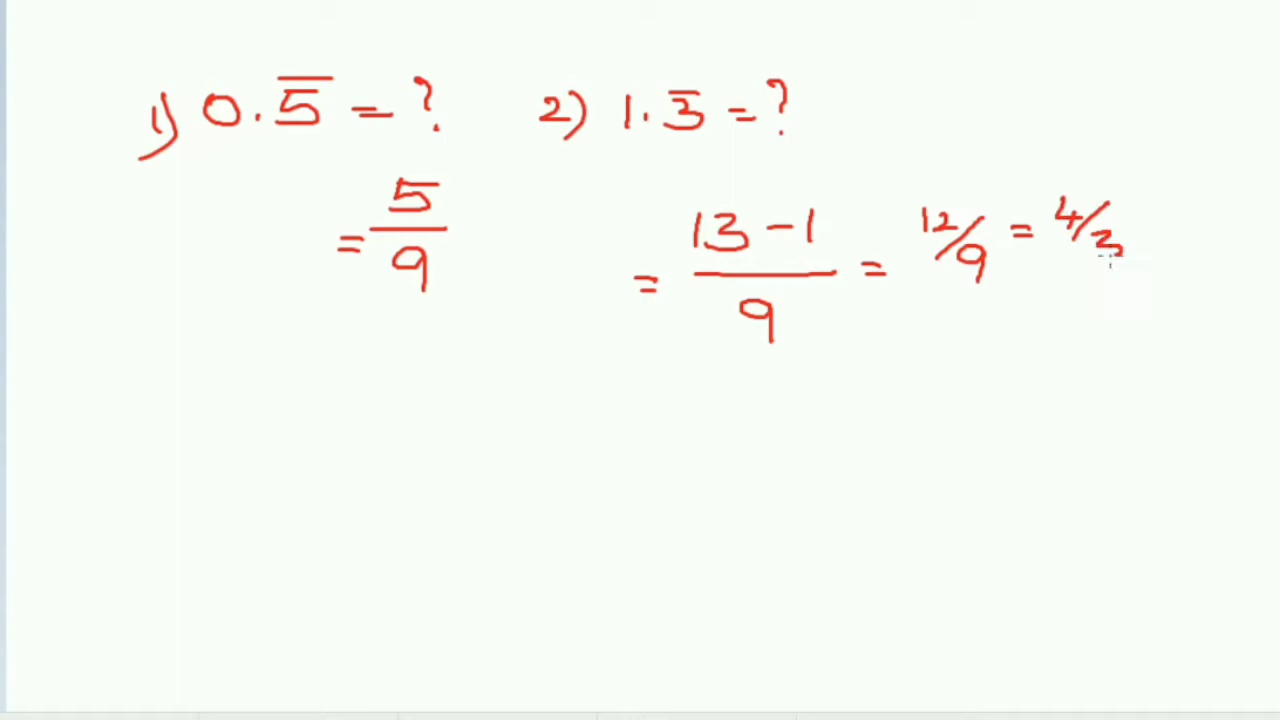 1) 0.5̅ = ? 2) 1.3̅ = ?
= 5/9
= (13 - 1)/9 = 12/9 = 4/3